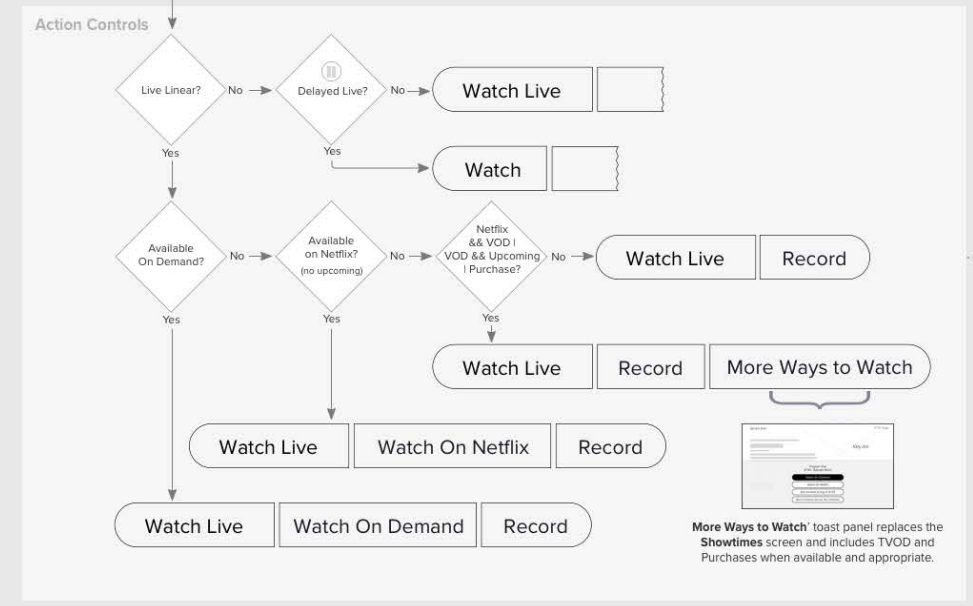 Action Controls
Live Linear?
No
Delayed Live?
No
Watch Live
Yes
Yes
Watch
Available
On Demand?
No
Available
on Netflix?
(no upcoming)
No
Netflix
&& VOD |
VOD && Upcoming
| Purchase?
No
Watch Live
Record
Yes
Yes
Yes
Watch Live
Record
More Ways to Watch
Watch Live
Watch On Netflix
Record
Watch Live
Watch On Demand
Record
More Ways to Watch' toast panel replaces the
Showtimes screen and includes TVOD and
Purchases when available and appropriate.